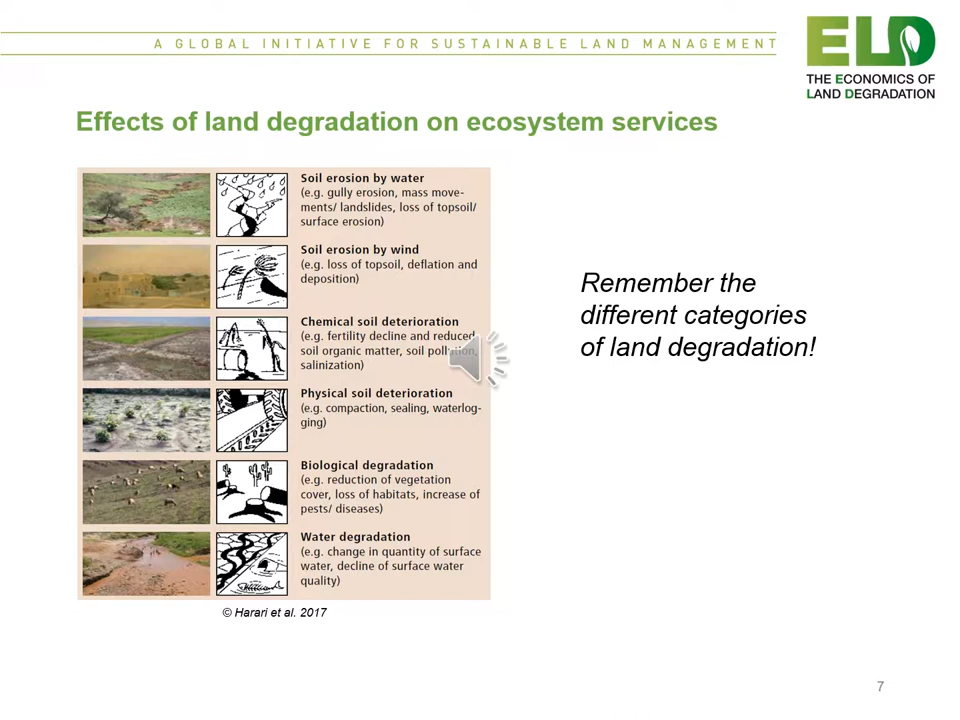 A GLOBAL INITIATIVE FOR SUSTAINABLE LAND MANAGEMENT
ELD
THE ECONOMICS OF
LAND DEGRADATION
Effects of land degradation on ecosystem services
Soil erosion by water
(e.g. gully erosion, mass move-
ments/ landslides, loss of topsoil/
surface erosion)
Soil erosion by wind
(e.g. loss of topsoil, deflation and
deposition)
Chemical soil deterioration
(e.g. fertility decline and reduced
soil organic matter, soil pollution,
salinization)
Physical soil deterioration
(e.g. compaction, sealing, waterlog-
ging)
Biological degradation
(e.g. reduction of vegetation
cover, loss of habitats, increase of
pests/ diseases)
Water degradation
(e.g. change in quantity of surface
water, decline of surface water
quality)
© Harari et al. 2017
Remember the
different categories
of land degradation!
7